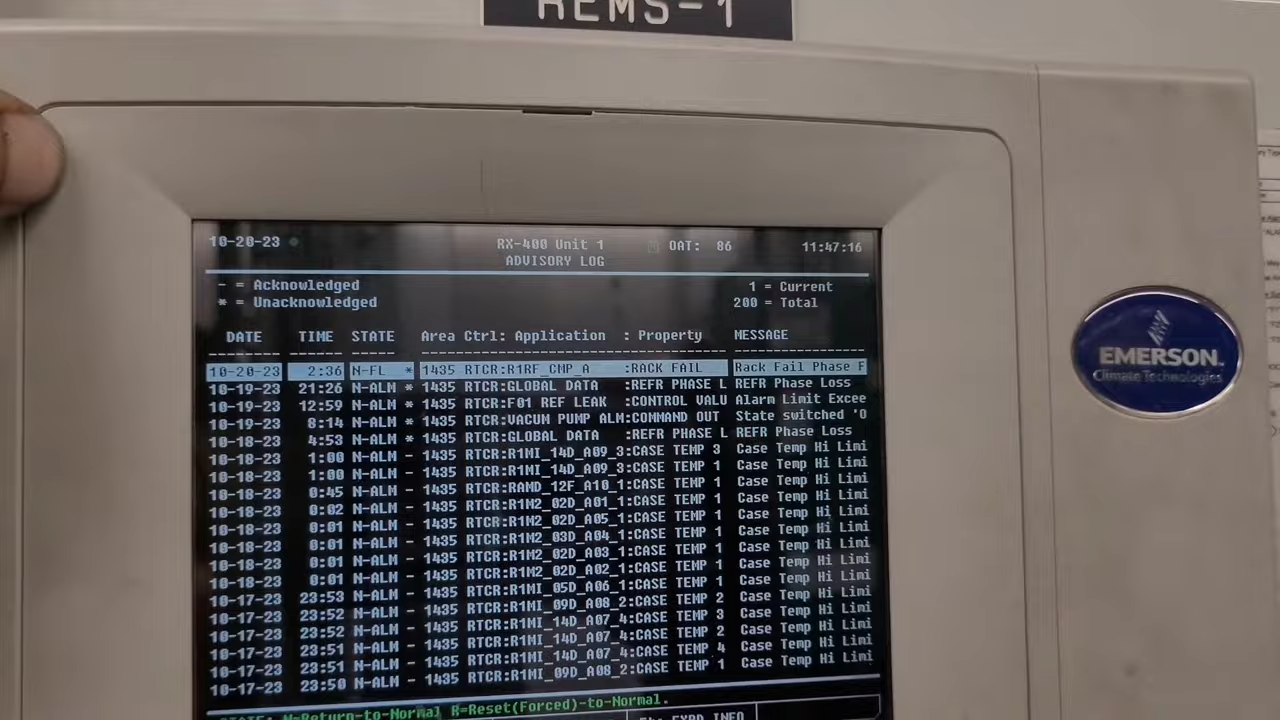 REMS-1
10-20-23 RX-400 Unit 1 OAT: 86 11:47:16
ADVISORY LOG
- = Acknowledged 1 = Current
* = Unacknowledged 200 = Total
DATE TIME STATE Area Ctrl: Application : Property MESSAGE
10-20-23 2:36 N-FL * 1435 RTCR:R1RF_CMP_A :RACK FAIL Rack Fail Phase F
10-19-23 21:26 N-ALM * 1435 RTCR:GLOBAL DATA :REFR PHASE L REFR Phase Loss
10-19-23 12:59 N-ALM * 1435 RTCR:F01 REF LEAK :CONTROL VALU Alarm Limit Excee
10-19-23 8:14 N-ALM * 1435 RTCR:VACUM PUMP ALM:COMMAND OUT State switched 'O
10-18-23 4:53 N-ALM * 1435 RTCR:GLOBAL DATA :REFR PHASE L REFR Phase Loss
10-18-23 1:00 N-ALM - 1435 RTCR:R1MI_14D_A09_3:CASE TEMP 3 Case Temp Hi Limi
10-18-23 1:00 N-ALM - 1435 RTCR:R1MI_14D_A09_3:CASE TEMP 1 Case Temp Hi Limi
10-18-23 0:45 N-ALM - 1435 RTCR:RAMD_12F_A10_1:CASE TEMP 1 Case Temp Hi Limi
10-18-23 0:02 N-ALM - 1435 RTCR:R1M2_02D_A01_1:CASE TEMP 1 Case Temp Hi Limi
10-18-23 0:01 N-ALM - 1435 RTCR:R1M2_02D_A05_1:CASE TEMP 1 Case Temp Hi Limi
10-18-23 0:01 N-ALM - 1435 RTCR:R1M2_03D_A04_1:CASE TEMP 1 Case Temp Hi Limi
10-18-23 0:01 N-ALM - 1435 RTCR:R1M2_02D_A03_1:CASE TEMP 1 Case Temp Hi Limi
10-18-23 0:01 N-ALM - 1435 RTCR:R1M2_02D_A02_1:CASE TEMP 1 Case Temp Hi Limi
10-17-23 23:53 N-ALM - 1435 RTCR:R1MI_05D_A06_1:CASE TEMP 1 Case Temp Hi Limi
10-17-23 23:52 N-ALM - 1435 RTCR:R1MI_09D_A08_2:CASE TEMP 2 Case Temp Hi Limi
10-17-23 23:52 N-ALM - 1435 RTCR:R1MI_14D_A07_4:CASE TEMP 3 Case Temp Hi Limi
10-17-23 23:51 N-ALM - 1435 RTCR:R1MI_14D_A07_4:CASE TEMP 2 Case Temp Hi Limi
10-17-23 23:51 N-ALM - 1435 RTCR:R1MI_14D_A07_4:CASE TEMP 4 Case Temp Hi Limi
10-17-23 23:50 N-ALM - 1435 RTCR:R1MI_09D_A08_2:CASE TEMP 1 Case Temp Hi Limi
STATE: N=Return-to-Normal R=Reset(Forced)-to-Normal.
EXPD INFO
EMERSON.
Climate Technologies